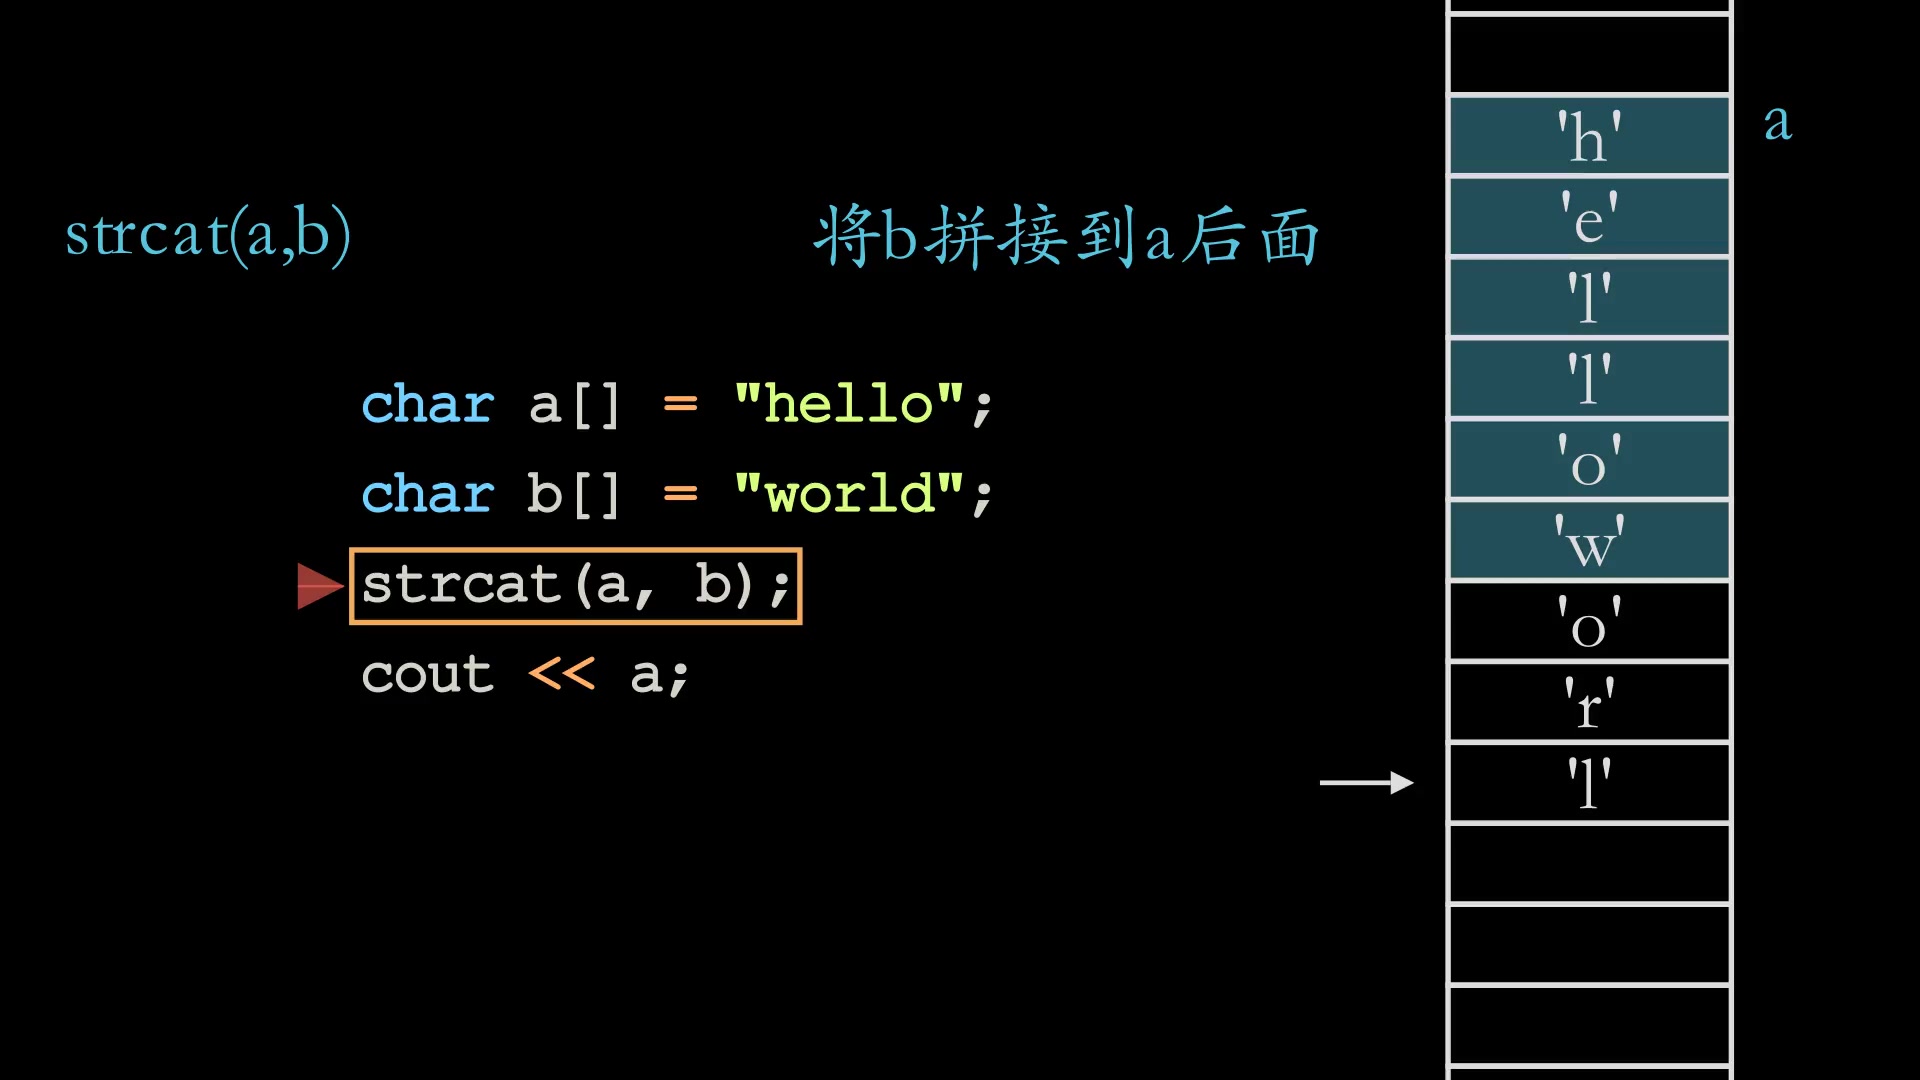 strcat(a,b)
将b拼接到a后面
char a[] = "hello";
char b[] = "world";
strcat(a, b);
cout << a;
a
'h'
'e'
'l'
'l'
'o'
'w'
'o'
'r'
'l'